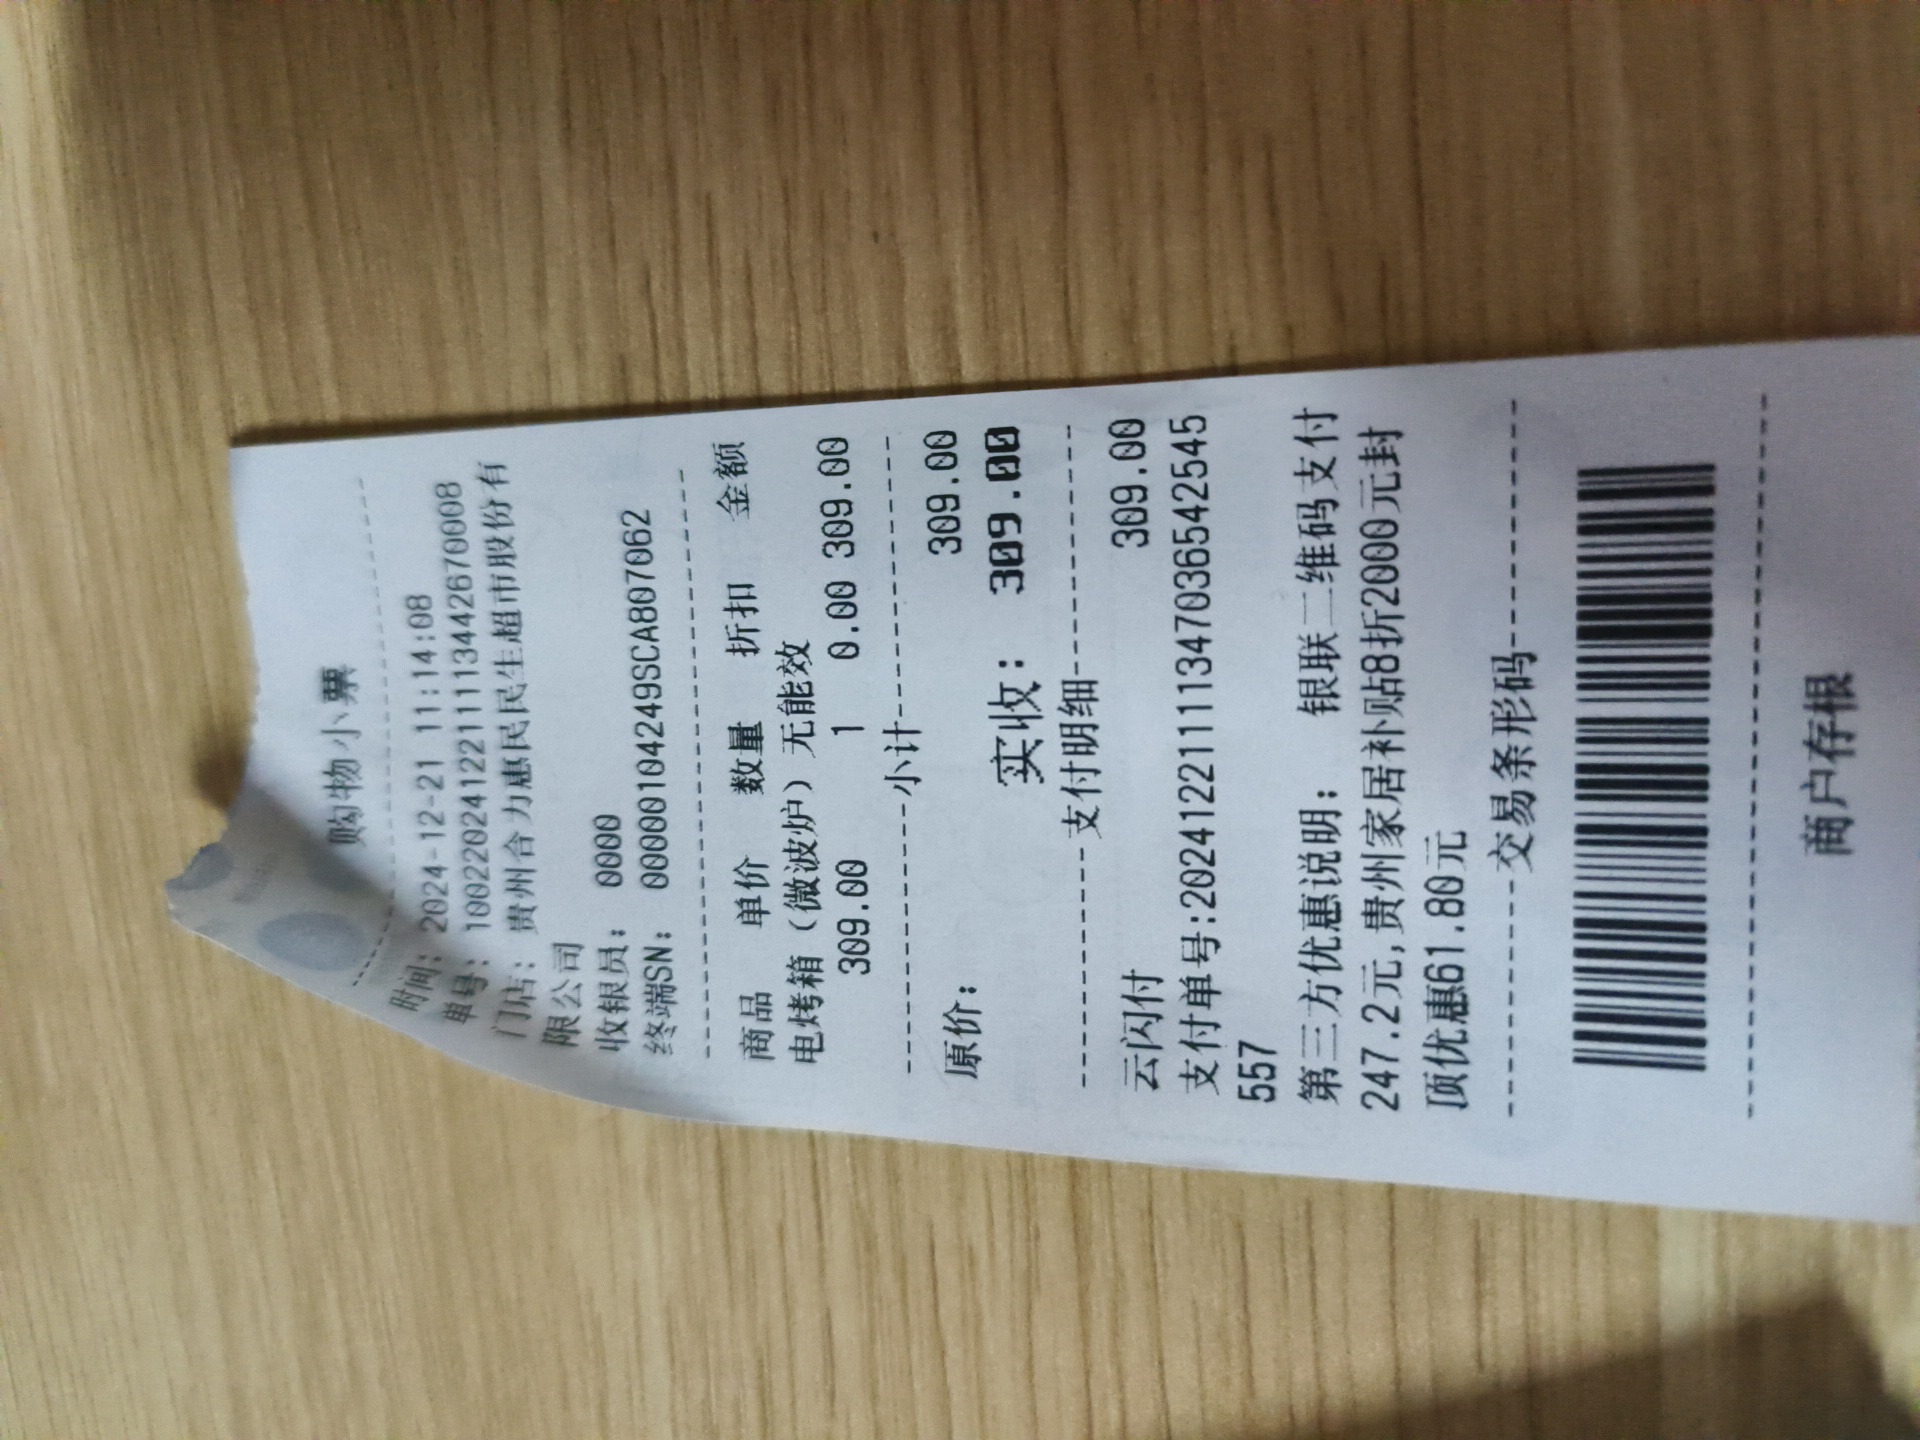 购物小票
时间: 2024-12-21 11:14:08
单号: 1002202412211113442670008
门店: 贵州合力惠民民生超市股份有
限公司
收银员: 0000
终端SN: 00000104249SCA807062
商品 单价 数量 折扣 金额
电烤箱(微波炉)无能效
309.00 1 0.00 309.00
小计
原价: 309.00
实收: 309.00
支付明细
云闪付 309.00
支付单号:20241221111347036542545
557
第三方优惠说明: 银联二维码支付
247.2元,贵州家居补贴8折2000元封
顶优惠61.80元
交易条形码
商户存根